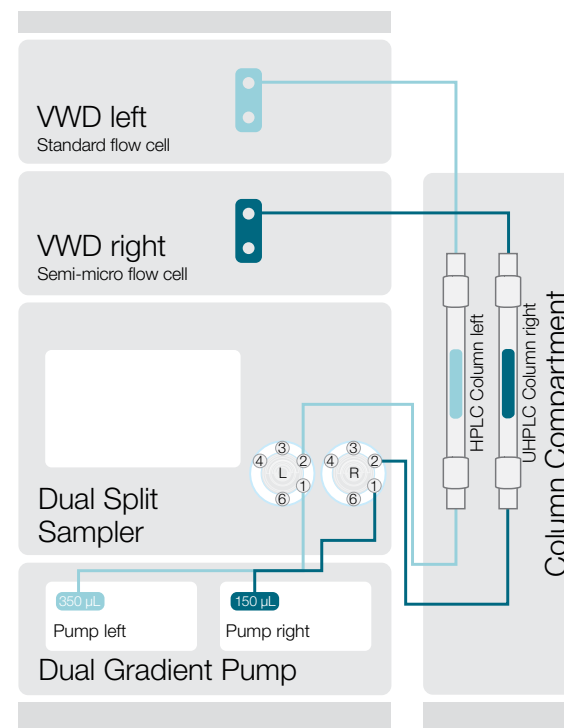 VWD left
Standard flow cell
VWD right
Semi-micro flow cell
HPLC Column left
UHPLC Column right
Column Compartment
3
4
2
L
1
6
3
4
2
R
1
6
Dual Split
Sampler
350 µL
Pump left
150 µL
Pump right
Dual Gradient Pump